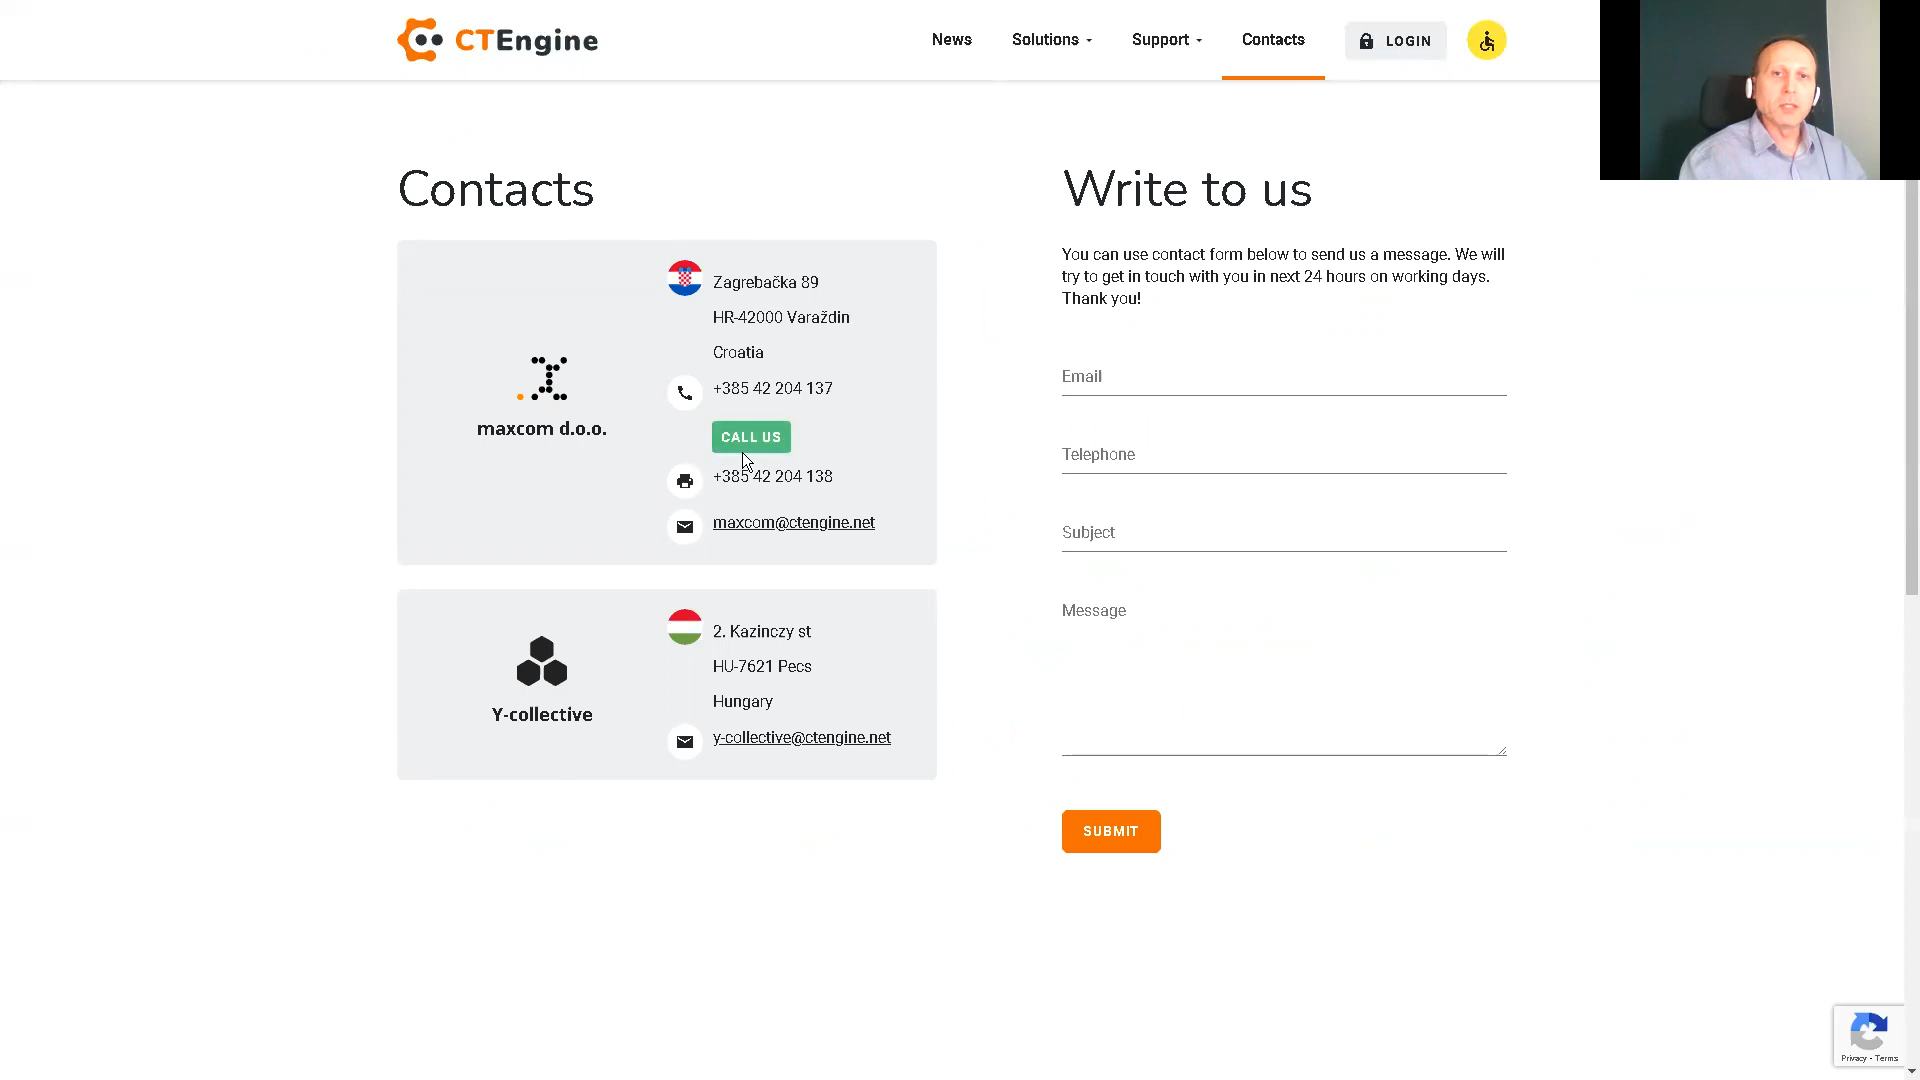 CTEngine
News
Solutions
Support
Contacts
LOGIN
Contacts
maxcom d.o.o.
Zagrebačka 89
HR-42000 Varaždin
Croatia
+385 42 204 137
CALL US
+385 42 204 138
maxcom@ctengine.net
Y-collective
2. Kazinczy st
HU-7621 Pecs
Hungary
y-collective@ctengine.net
Write to us
You can use contact form below to send us a message. We will
try to get in touch with you in next 24 hours on working days.
Thank you!
Email
Telephone
Subject
Message
SUBMIT
Privacy - Terms